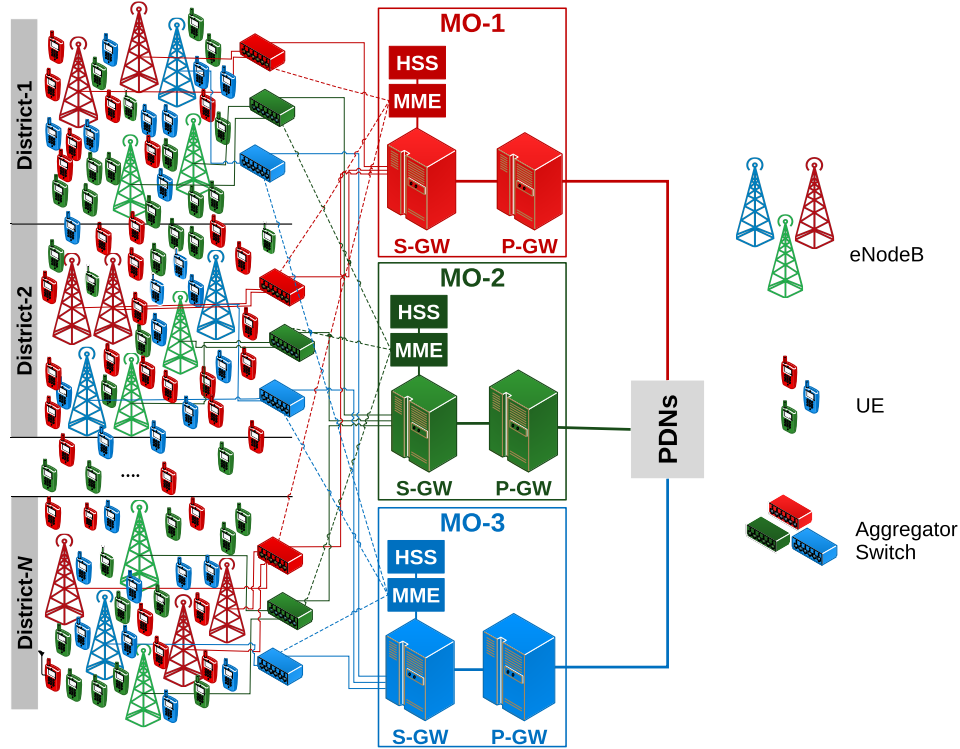 District-1
District-2
....
District-N
MO-1
HSS
MME
S-GW
P-GW
MO-2
HSS
MME
S-GW
P-GW
MO-3
HSS
MME
S-GW
P-GW
PDNs
eNodeB
UE
Aggregator
Switch